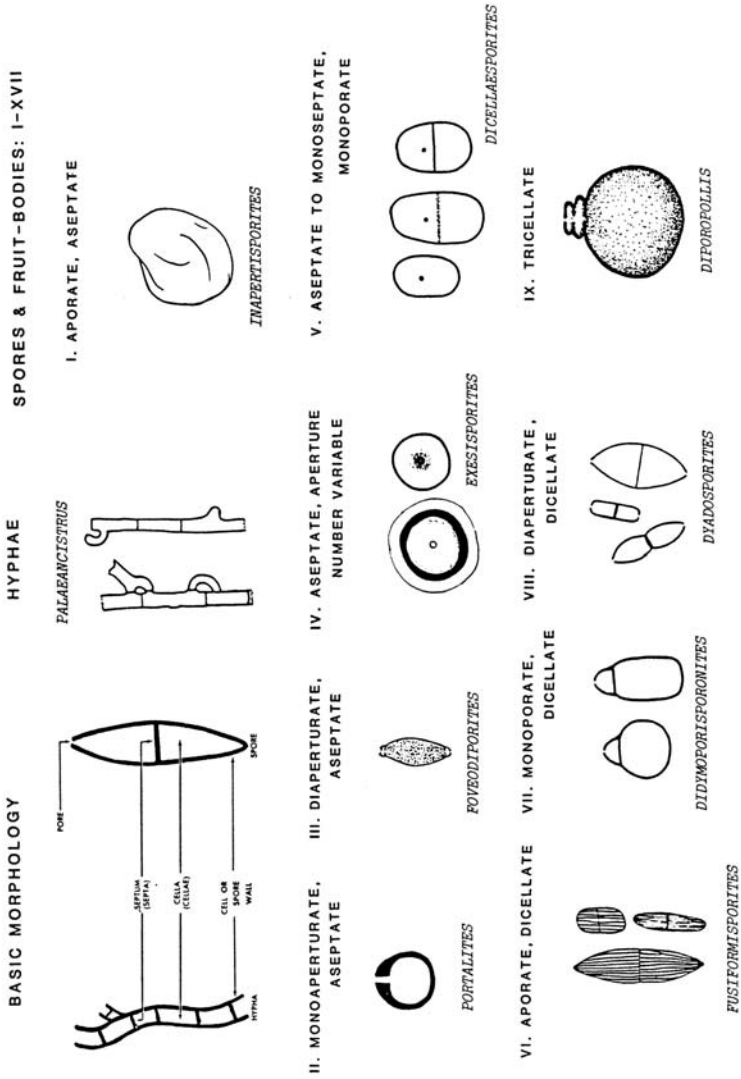 BASIC MORPHOLOGY
PORE
SEPTUM
(SEPTA)
CELLA
(CELLAE)
CELL OR
SPORE
WALL
HYPHA
SPORE
HYPHAE
PALAEANCISTRUS
SPORES & FRUIT-BODIES: I-XVII
I. APORATE, ASEPTATE
INAPERTISPORITES
II. MONOAPERTURATE,
ASEPTATE
PORTALITES
III. DIAPERTURATE,
ASEPTATE
FOVEODIPORITES
IV. ASEPTATE, APERTURE
NUMBER VARIABLE
EXESISPORITES
V. ASEPTATE TO MONOSEPTATE,
MONOPORATE
DICELLAESPORITES
VI. APORATE, DICELLATE
FUSIFORMISPORITES
VII. MONOPORATE,
DICELLATE
DIDYMOPORISPORONITES
VIII. DIAPERTURATE,
DICELLATE
DYADOSPORITES
IX. TRICELLATE
DIPOROPOLLIS